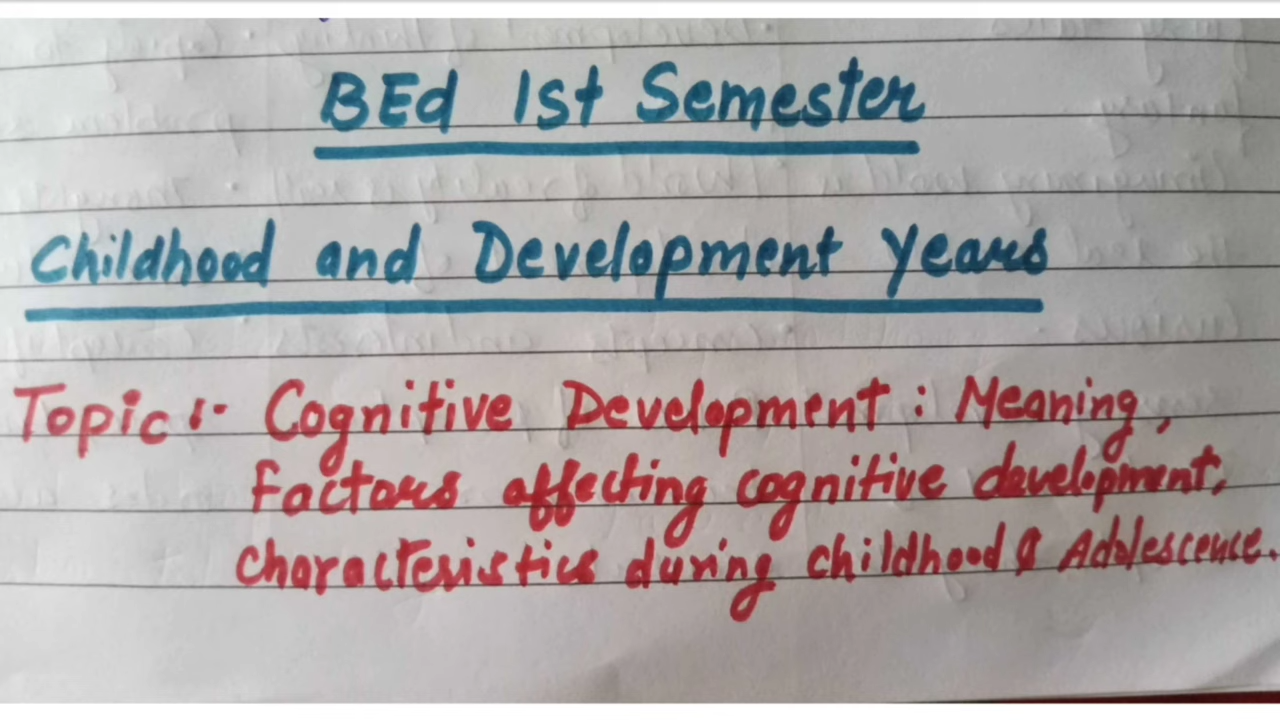 BEd 1st Semester
Childhood and Development Years
Topic:- Cognitive Development : Meaning,
Factors affecting cognitive development,
characteristics during childhood & Adolescence.